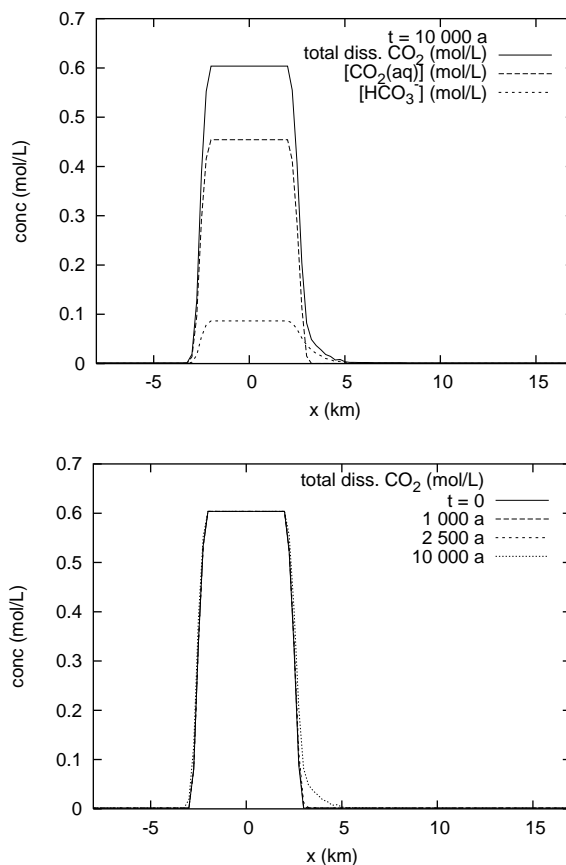 t = 10 000 a
total diss. CO₂ (mol/L)
[CO₂(aq)] (mol/L)
[HCO₃⁻] (mol/L)
0.7
0.6
0.5
0.4
0.3
0.2
0.1
0
conc (mol/L)
-5 0 5 10 15
x (km)
total diss. CO₂ (mol/L)
t = 0
1 000 a
2 500 a
10 000 a
0.7
0.6
0.5
0.4
0.3
0.2
0.1
0
conc (mol/L)
-5 0 5 10 15
x (km)